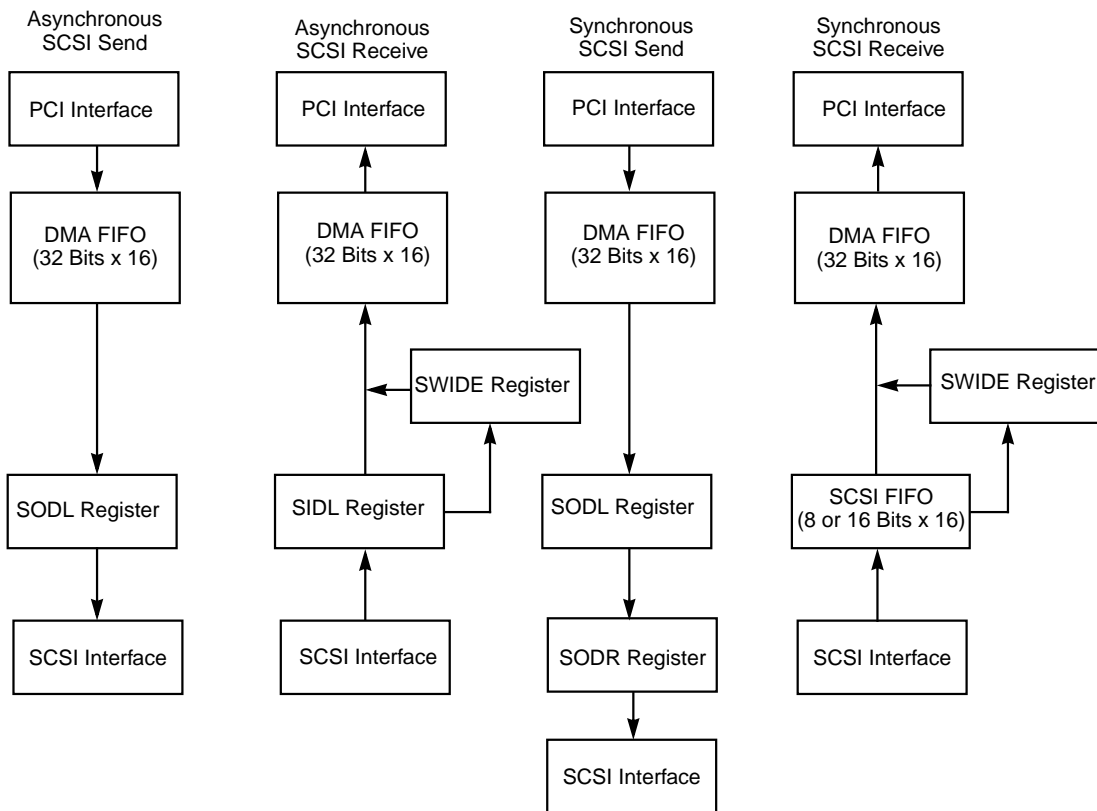 Asynchronous
SCSI Send
PCI Interface
DMA FIFO
(32 Bits x 16)
SODL Register
SCSI Interface
Asynchronous
SCSI Receive
PCI Interface
DMA FIFO
(32 Bits x 16)
SWIDE Register
SIDL Register
SCSI Interface
Synchronous
SCSI Send
PCI Interface
DMA FIFO
(32 Bits x 16)
SODL Register
SODR Register
SCSI Interface
Synchronous
SCSI Receive
PCI Interface
DMA FIFO
(32 Bits x 16)
SWIDE Register
SCSI FIFO
(8 or 16 Bits x 16)
SCSI Interface